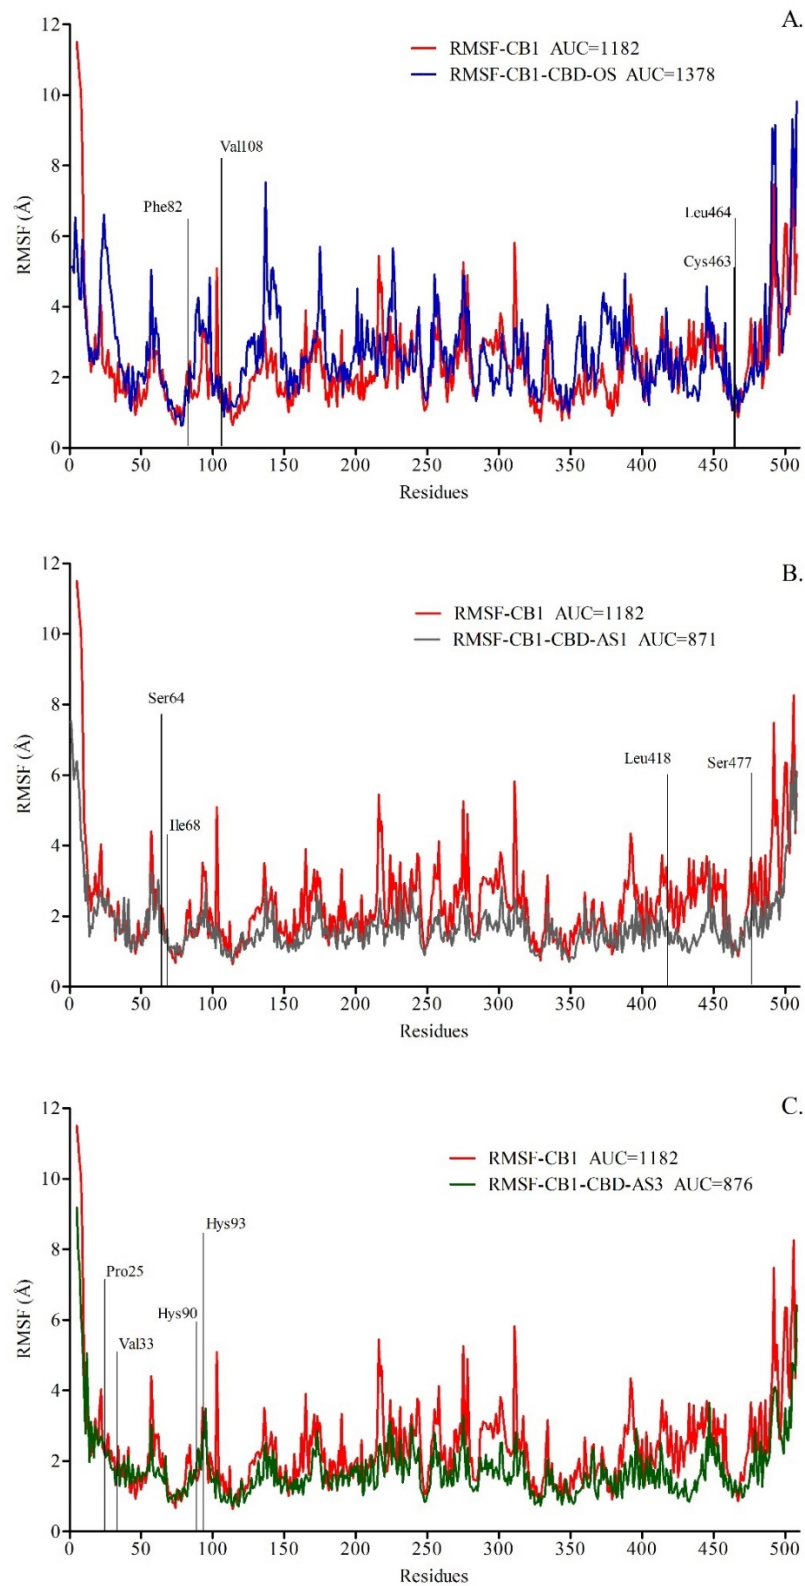 A.
12
RMSF-CB1 AUC=1182
RMSF-CB1-CBD-OS AUC=1378
10
Val108
8
Phe82
Leu464
6
Cys463
4
2
0
RMSF (Å)
0 50 100 150 200 250 300 350 400 450 500
Residues
B.
12
RMSF-CB1 AUC=1182
RMSF-CB1-CBD-AS1 AUC=871
10
8
Ser64
Leu418
Ser477
6
Ile68
4
2
0
RMSF (Å)
0 50 100 150 200 250 300 350 400 450 500
Residues
C.
12
RMSF-CB1 AUC=1182
RMSF-CB1-CBD-AS3 AUC=876
10
Hys93
8
Pro25
Hys90
6
Val33
4
2
0
RMSF (Å)
0 50 100 150 200 250 300 350 400 450 500
Residues